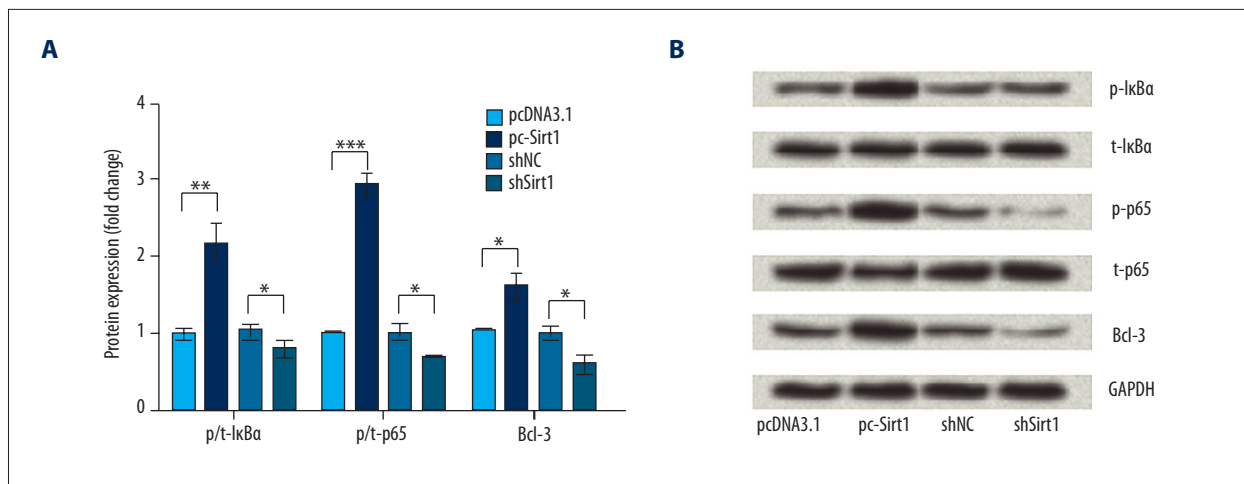 A
Protein expression (fold change)
4
3
2
1
0
**
*
***
*
*
*
pcDNA3.1
pc-Sirt1
shNC
shSirt1
p/t-IκBα
p/t-p65
Bcl-3
B
p-IκBα
t-IκBα
p-p65
t-p65
Bcl-3
GAPDH
pcDNA3.1 pc-Sirt1 shNC shSirt1